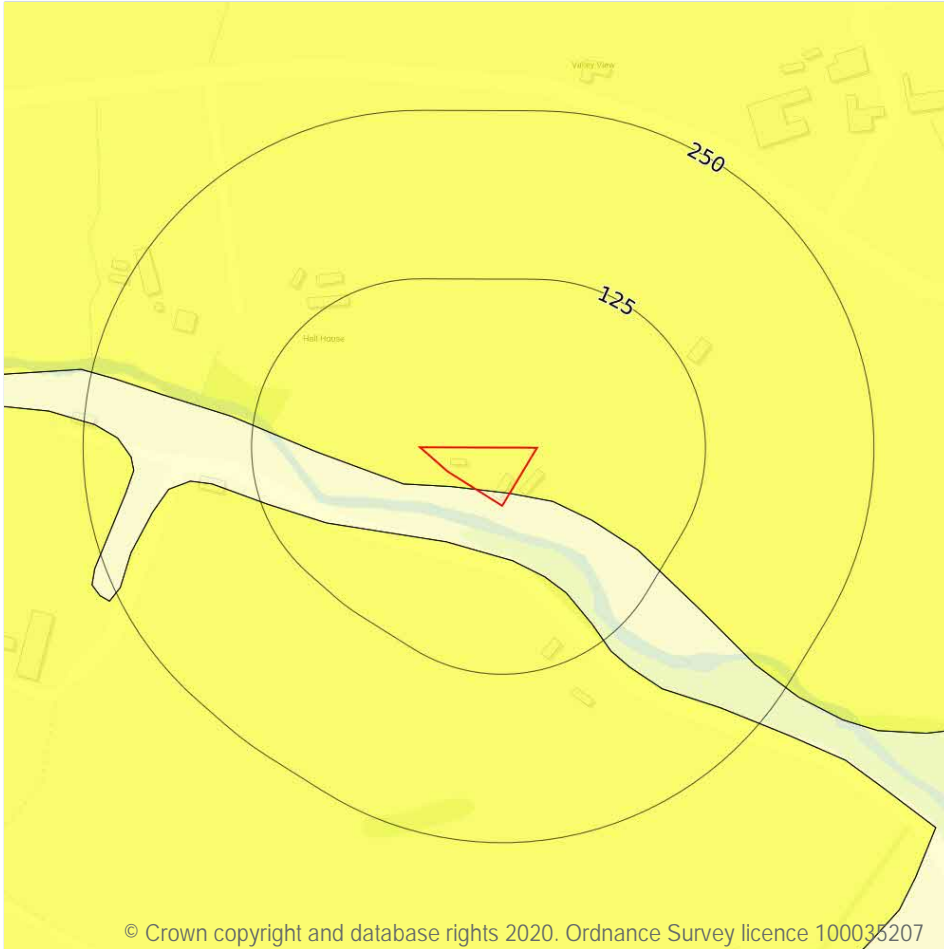 Valley View
250
125
Hall House
© Crown copyright and database rights 2020. Ordnance Survey licence 100035207